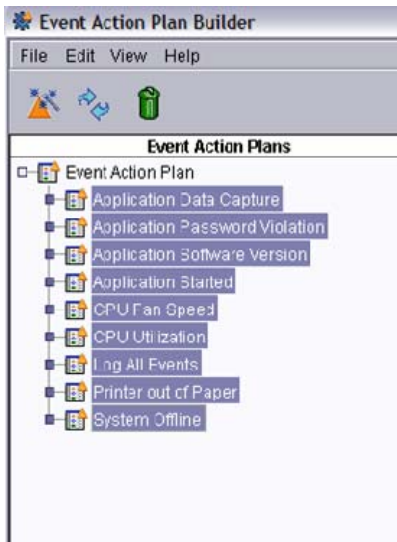 Event Action Plan Builder
File Edit View Help
Event Action Plans
Event Action Plan
Application Data Capture
Application Password Violation
Application Software Version
Application Started
CPU Fan Speed
CPU Utilization
Log All Events
Printer out of Paper
System Offline